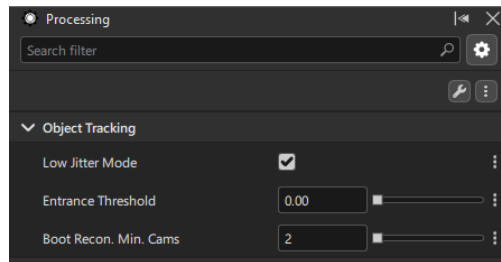 Processing
Search filter
Object Tracking
Low Jitter Mode
Entrance Threshold 0.00
Boot Recon. Min. Cams 2